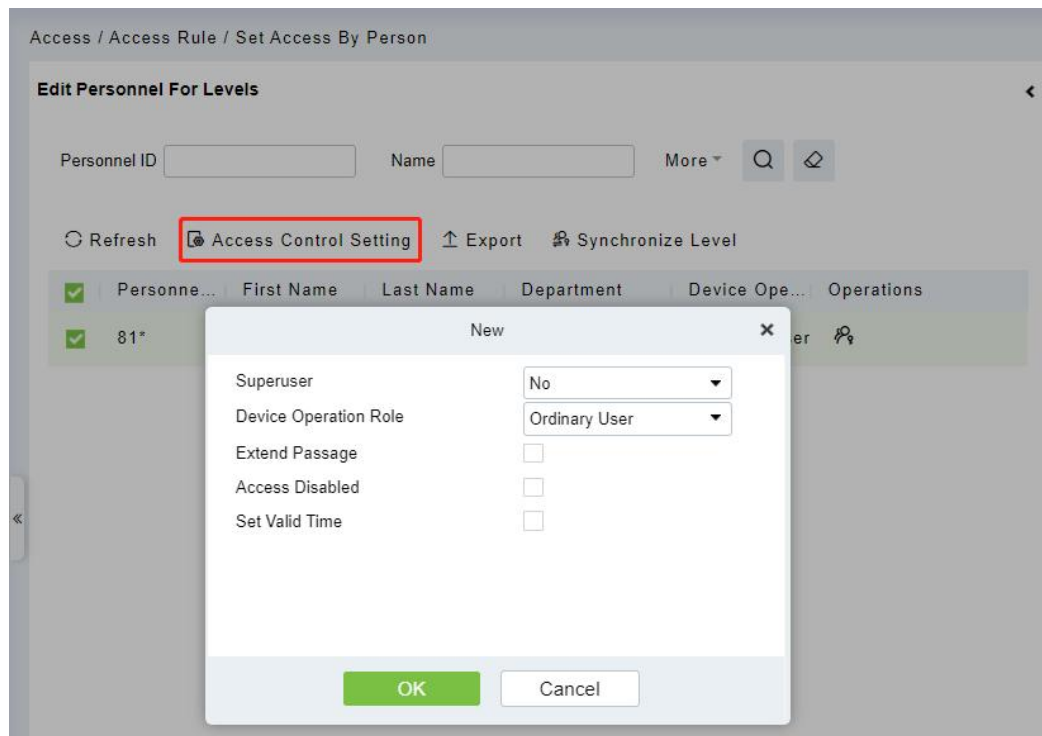 Access / Access Rule / Set Access By Person
Edit Personnel For Levels
Personnel ID Name More
Refresh Access Control Setting Export Synchronize Level
Personne... First Name Last Name Department Device Ope... Operations
81* er
New
Superuser No
Device Operation Role Ordinary User
Extend Passage
Access Disabled
Set Valid Time
OK Cancel